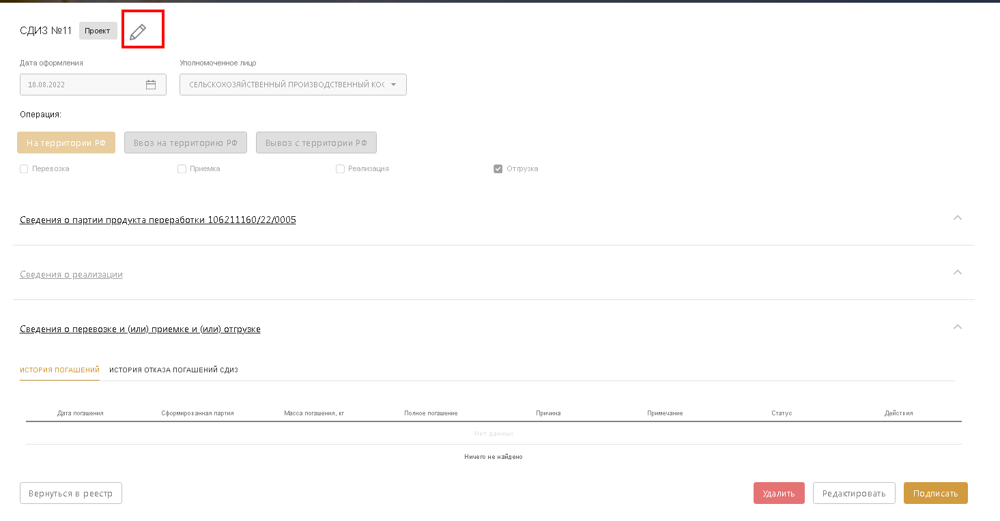 СДИЗ №11 Проект
Дата оформления Уполномоченное лицо
18.08.2022 СЕЛЬСКОХОЗЯЙСТВЕННЫЙ ПРОИЗВОДСТВЕННЫЙ КОС
Операция:
На территории РФ Ввоз на территорию РФ Вывоз с территории РФ
Перевозка Приемка Реализация Отгрузка
Сведения о партии продукта переработки 106211160/22/0005
Сведения о реализации
Сведения о перевозке и (или) приемке и (или) отгрузке
ИСТОРИЯ ПОГАШЕНИЙ ИСТОРИЯ ОТКАЗА ПОГАШЕНИЙ СДИЗ
Дата погашения Сформированная партия Масса погашения, кг Полное погашение Причина Примечание Статус Действия
Нет данных
Ничего не найдено
Вернуться в реестр Удалить Редактировать Подписать